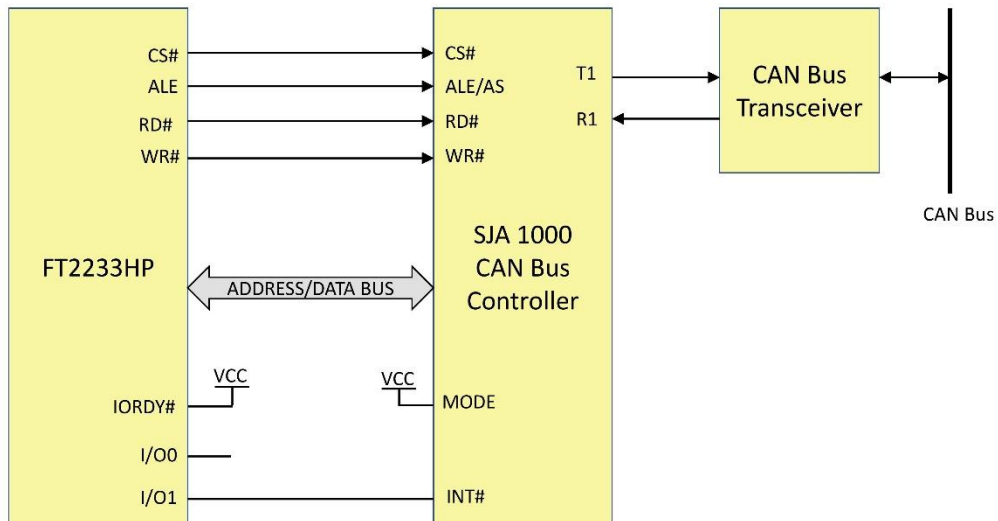 CS#
ALE
RD#
WR#
FT2233HP
IORDY#
I/O0
I/O1
ADDRESS/DATA BUS
VCC
VCC
CS#
ALE/AS
RD#
WR#
T1
R1
SJA 1000
CAN Bus
Controller
MODE
INT#
CAN Bus
Transceiver
CAN Bus